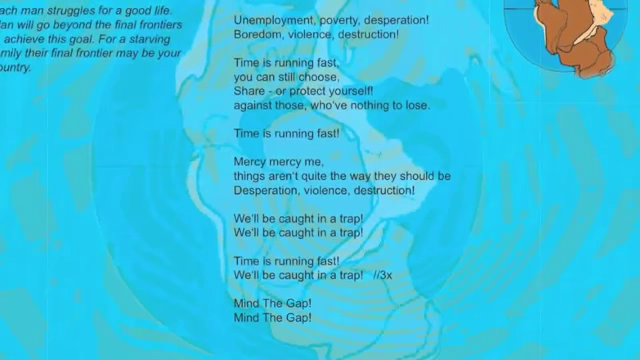 ach man struggles for a good life.
an will go beyond the final frontiers
achieve this goal. For a starving
amily their final frontier may be your
ountry.
Unemployment, poverty, desperation!
Boredom, violence, destruction!
Time is running fast,
you can still choose,
Share - or protect yourself!
against those, who've nothing to lose.
Time is running fast!
Mercy mercy me,
things aren't quite the way they should be
Desperation, violence, destruction!
We'll be caught in a trap!
We'll be caught in a trap!
Time is running fast!
We'll be caught in a trap! //3x
Mind The Gap!
Mind The Gap!